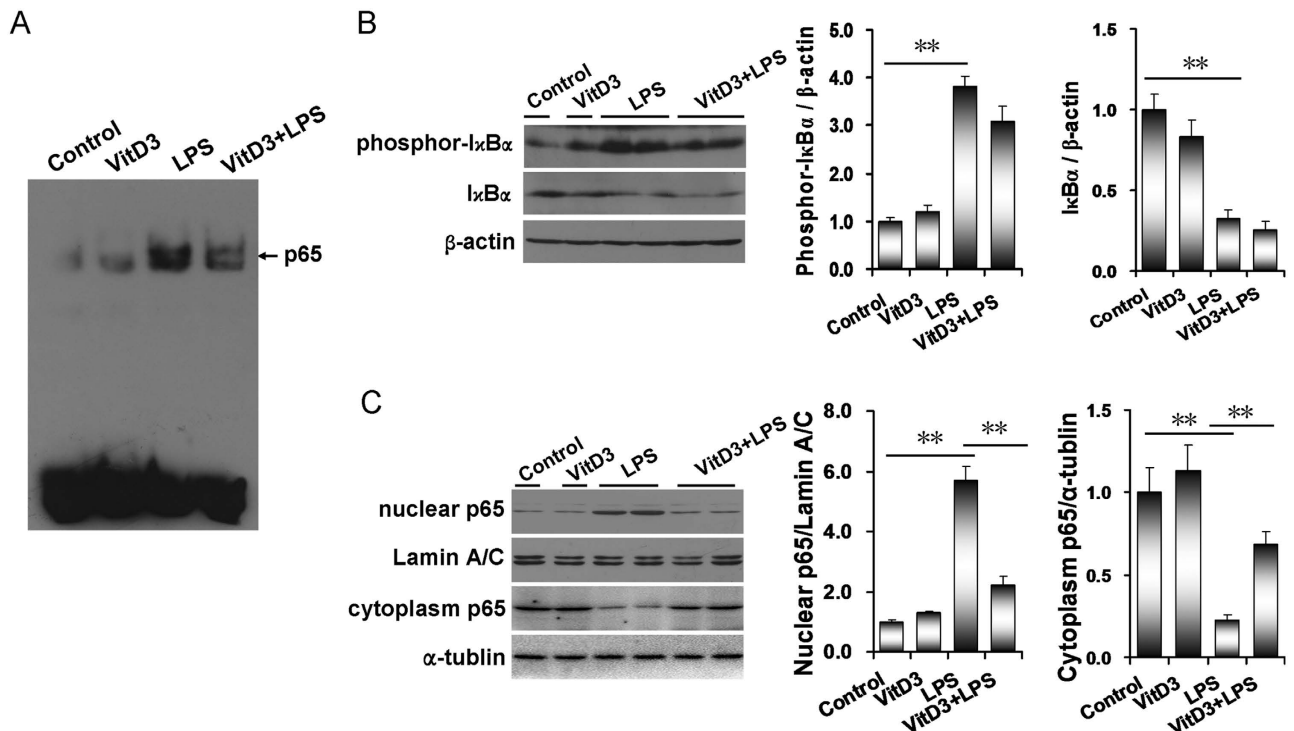 A
Control
VitD3
LPS
VitD3+LPS
p65
B
Control
VitD3
LPS
VitD3+LPS
phosphor-IκBα
IκBα
β-actin
Phosphor-IκBα / β-actin
5.0
4.0
3.0
2.0
1.0
0.0
**
Control
VitD3
LPS
VitD3+LPS
IκBα / β-actin
1.5
1.0
0.5
0.0
**
Control
VitD3
LPS
VitD3+LPS
C
Control
VitD3
LPS
VitD3+LPS
nuclear p65
Lamin A/C
cytoplasm p65
α-tublin
Nuclear p65/Lamin A/C
8.0
6.0
4.0
2.0
0.0
**
**
Control
VitD3
LPS
VitD3+LPS
Cytoplasm p65/α-tublin
1.5
1.0
0.5
0.0
**
**
Control
VitD3
LPS
VitD3+LPS